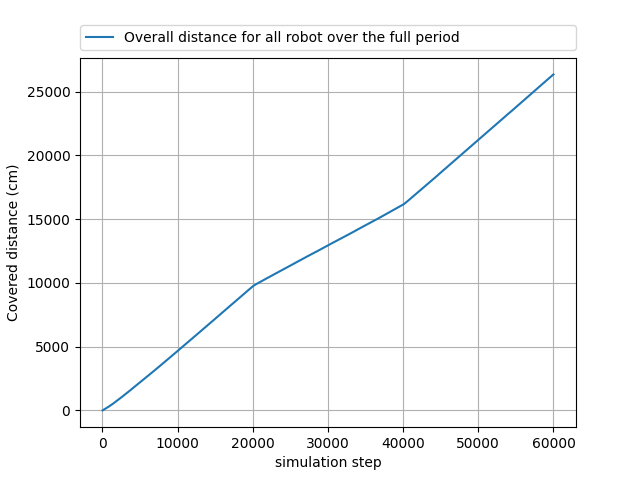 Overall distance for all robot over the full period
25000
20000
15000
10000
5000
0
Covered distance (cm)
0 10000 20000 30000 40000 50000 60000
simulation step